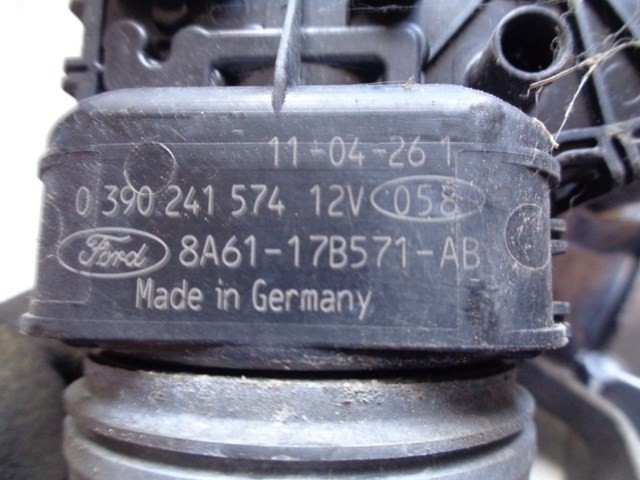 11-04-26 1
0 390 241 574 12V 058
Ford 8A61-17B571-AB
Made in Germany